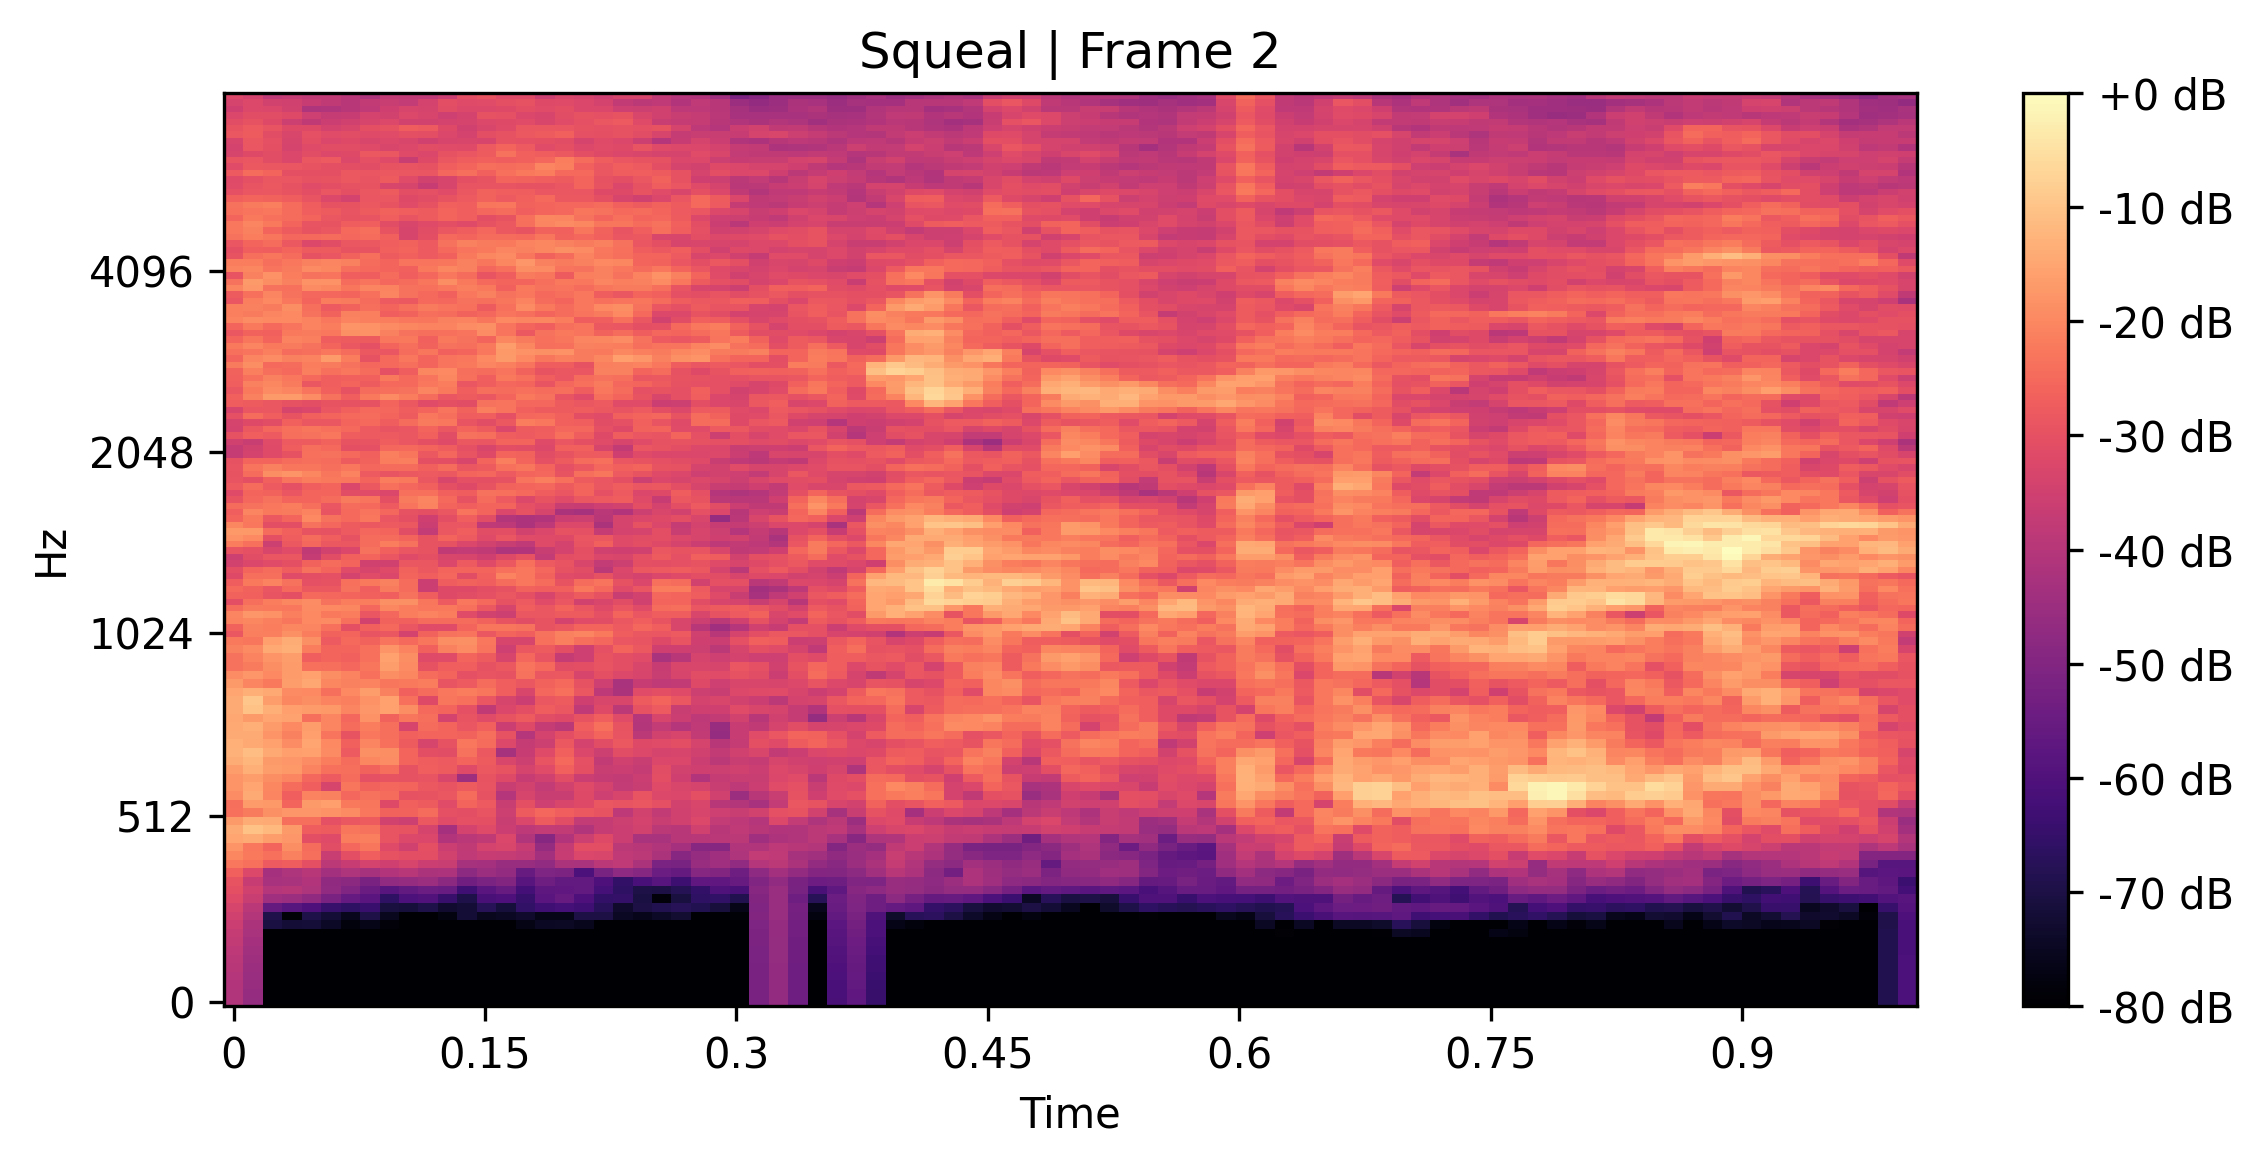 Squeal | Frame 2
Hz
4096
2048
1024
512
0
0 0.15 0.3 0.45 0.6 0.75 0.9
Time
+0 dB
-10 dB
-20 dB
-30 dB
-40 dB
-50 dB
-60 dB
-70 dB
-80 dB